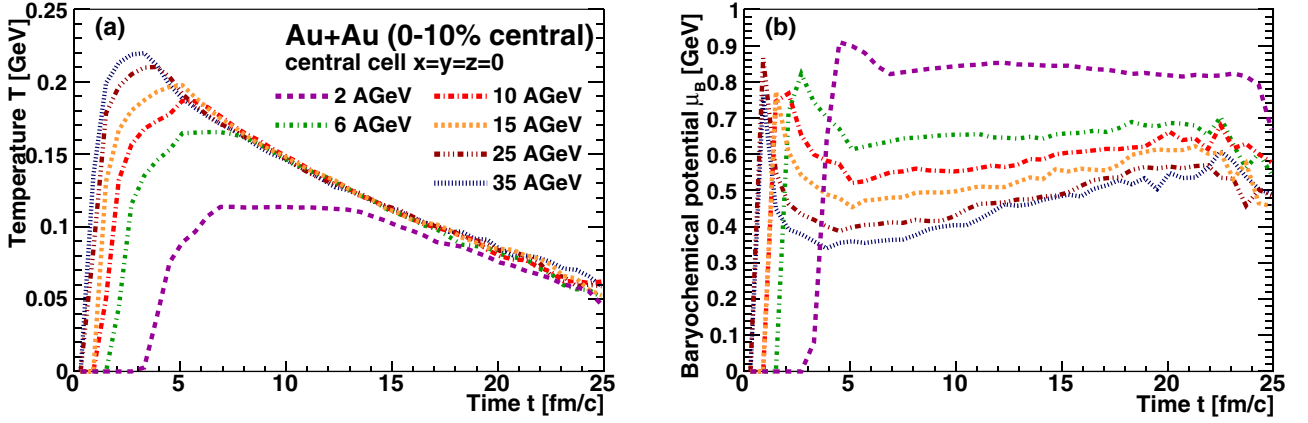 (a)
Au+Au (0-10% central)
central cell x=y=z=0
2 AGeV
10 AGeV
6 AGeV
15 AGeV
25 AGeV
35 AGeV
Temperature T [GeV]
0.25
0.2
0.15
0.1
0.05
0
0 5 10 15 20 25
Time t [fm/c]
(b)
Baryochemical potential μB [GeV]
1
0.9
0.8
0.7
0.6
0.5
0.4
0.3
0.2
0.1
0
0 5 10 15 20 25
Time t [fm/c]